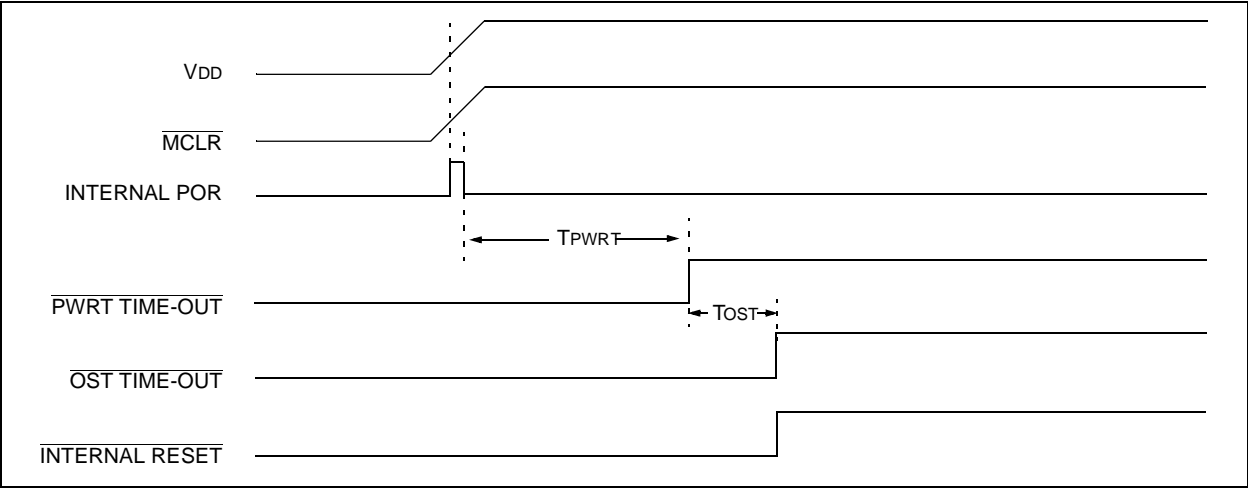 VDD
MCLR
INTERNAL POR
TPWRT
PWRT TIME-OUT
TOST
OST TIME-OUT
INTERNAL RESET